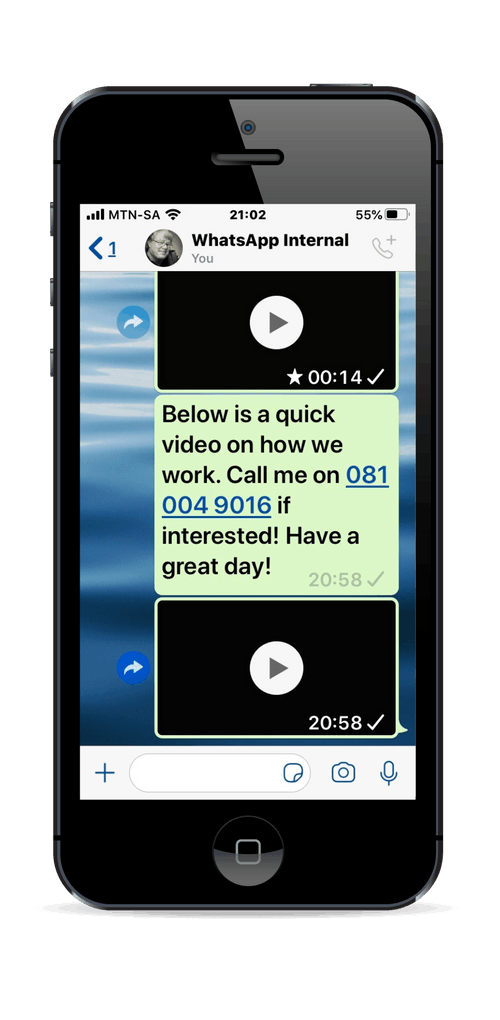 MTN-SA 21:02 55%
1 WhatsApp Internal
You
00:14
Below is a quick
video on how we
work. Call me on 081
004 9016 if
interested! Have a
great day!
20:58
20:58